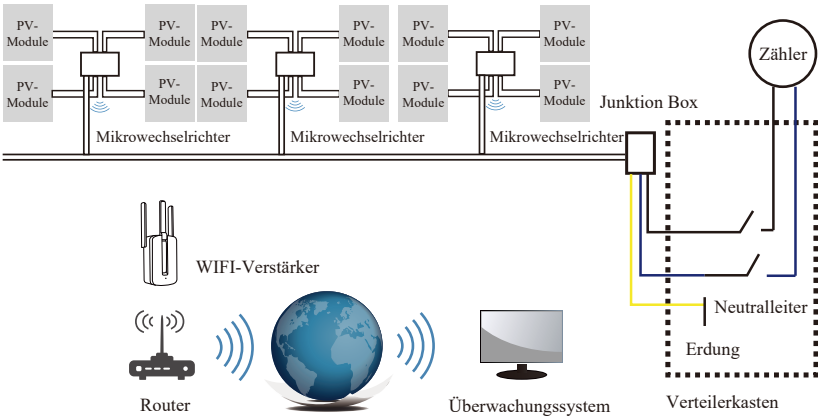 PV-
Module
PV-
Module
PV-
Module
PV-
Module
PV-
Module
PV-
Module
Zähler
PV-
Module
PV-
Module
PV-
Module
PV-
Module
PV-
Module
PV-
Module
Junktion Box
Mikrowechselrichter
Mikrowechselrichter
Mikrowechselrichter
WIFI-Verstärker
Neutralleiter
Erdung
Router
Überwachungssystem
Verteilerkasten